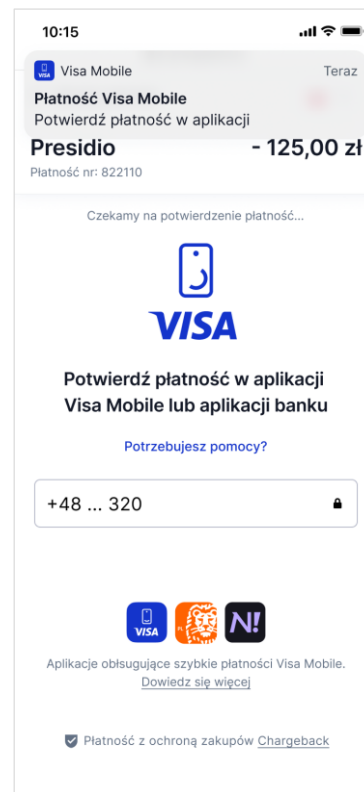 10:15
Visa Mobile Teraz
Płatność Visa Mobile
Potwierdź płatność w aplikacji
Presidio - 125,00 zł
Płatność nr: 822110
Czekamy na potwierdzenie płatność...
VISA
Potwierdź płatność w aplikacji
Visa Mobile lub aplikacji banku
Potrzebujesz pomocy?
+48 ... 320
VISA N!
Aplikacje obsługujące szybkie płatności Visa Mobile.
Dowiedz się więcej
Płatność z ochroną zakupów Chargeback